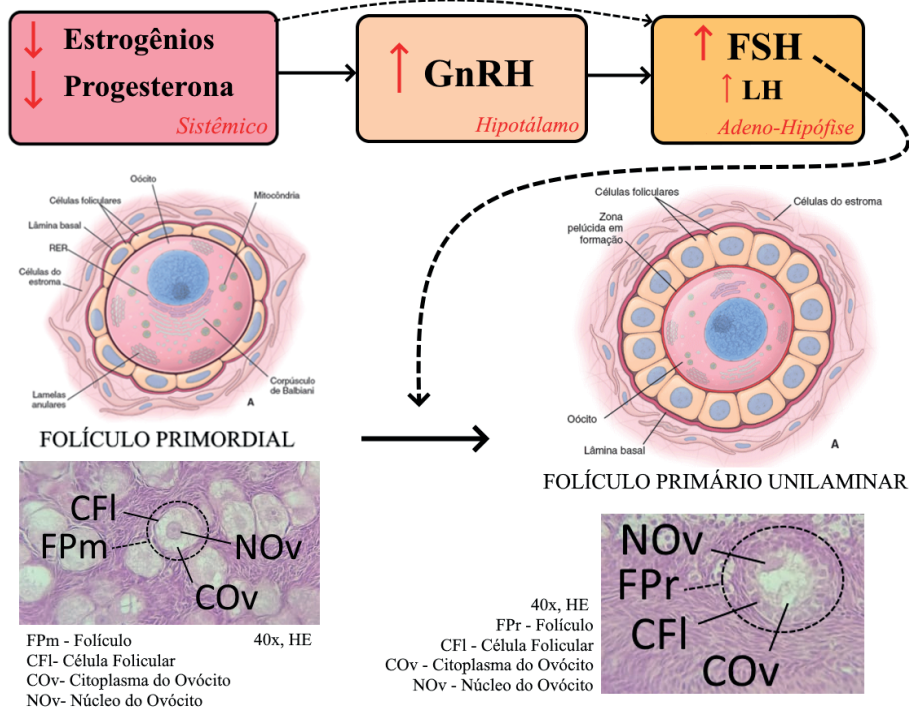 Estrogênios
Progesterona
Sistêmico
GnRH
Hipotálamo
FSH
LH
Adeno-Hipófise
Oócito
Células foliculares
Mitocôndria
Lâmina basal
RER
Células do
estroma
Lamelas
anulares
Corpúsculo
de Balbiani
A
FOLÍCULO PRIMORDIAL
Células foliculares
Células do estroma
Zona
pelúcida em
formação
Oócito
Lâmina basal
A
FOLÍCULO PRIMÁRIO UNILAMINAR
CFl
FPm
NOv
COv
FPm - Folículo
40x, HE
CFl- Célula Folicular
COv- Citoplasma do Ovócito
NOv- Núcleo do Ovócito
NOv
FPr
CFl
COv
40x, HE
FPr - Folículo
CFl - Célula Folicular
COv - Citoplasma do Ovócito
NOv - Núcleo do Ovócito